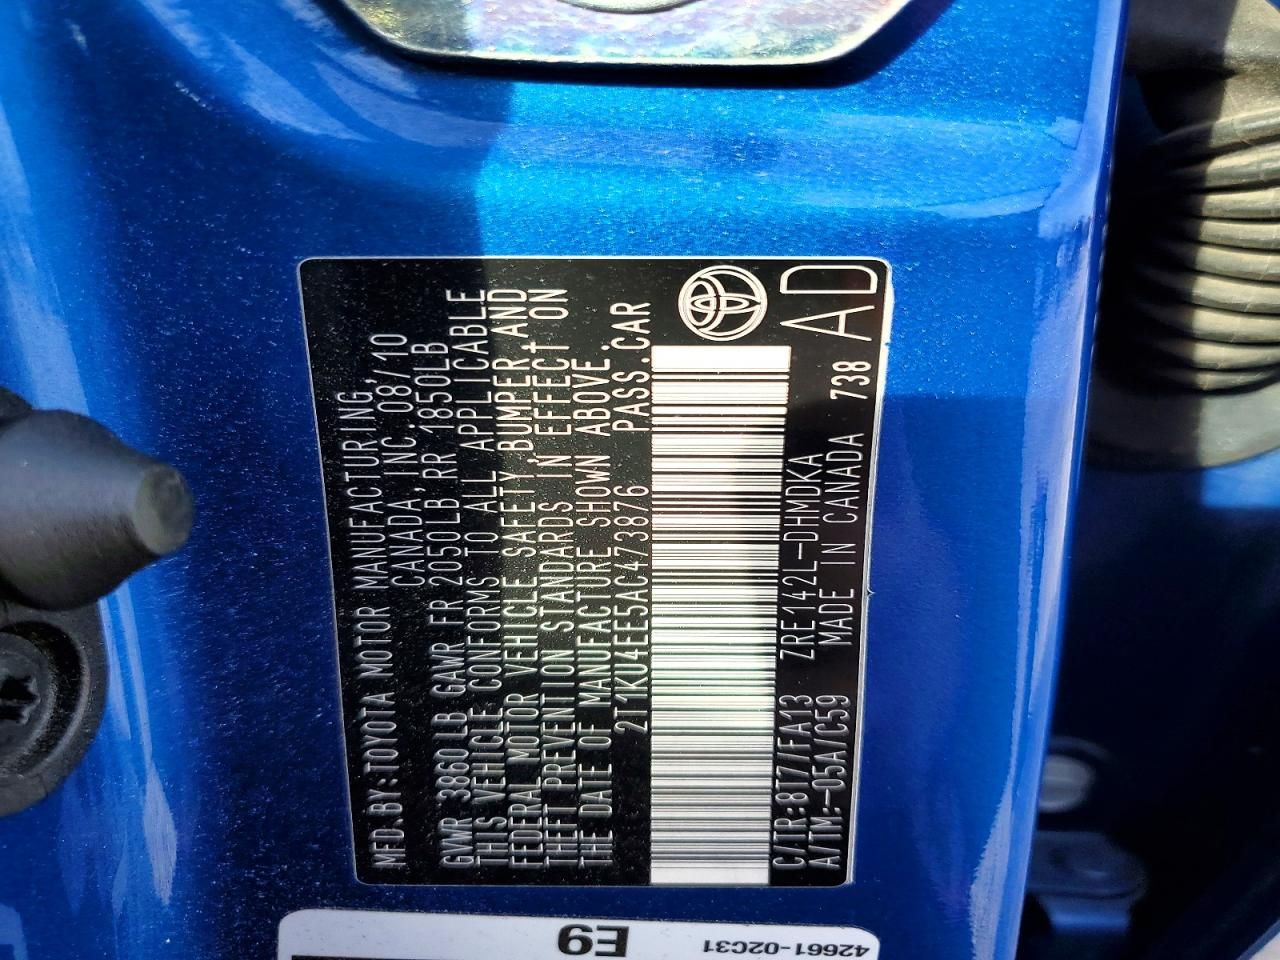 MFD.BY:TOYOTA MOTOR MANUFACTURING,
CANADA, INC. 08/10
GVWR 3860LB GAWR FR 2050LB RR 1850LB
THIS VEHICLE CONFORMS TO ALL APPLICABLE
FEDERAL MOTOR VEHICLE SAFETY, BUMPER, AND
THEFT PREVENTION STANDARDS IN EFFECT ON
THE DATE OF MANUFACTURE SHOWN ABOVE.
2T1KU4EE5AC473876 PASS.CAR
C/TR:8T7/FA13 ZRE142L-DHMDKA
A/TM:-05A/C59 MADE IN CANADA 738
AD
42661-02C31
E9